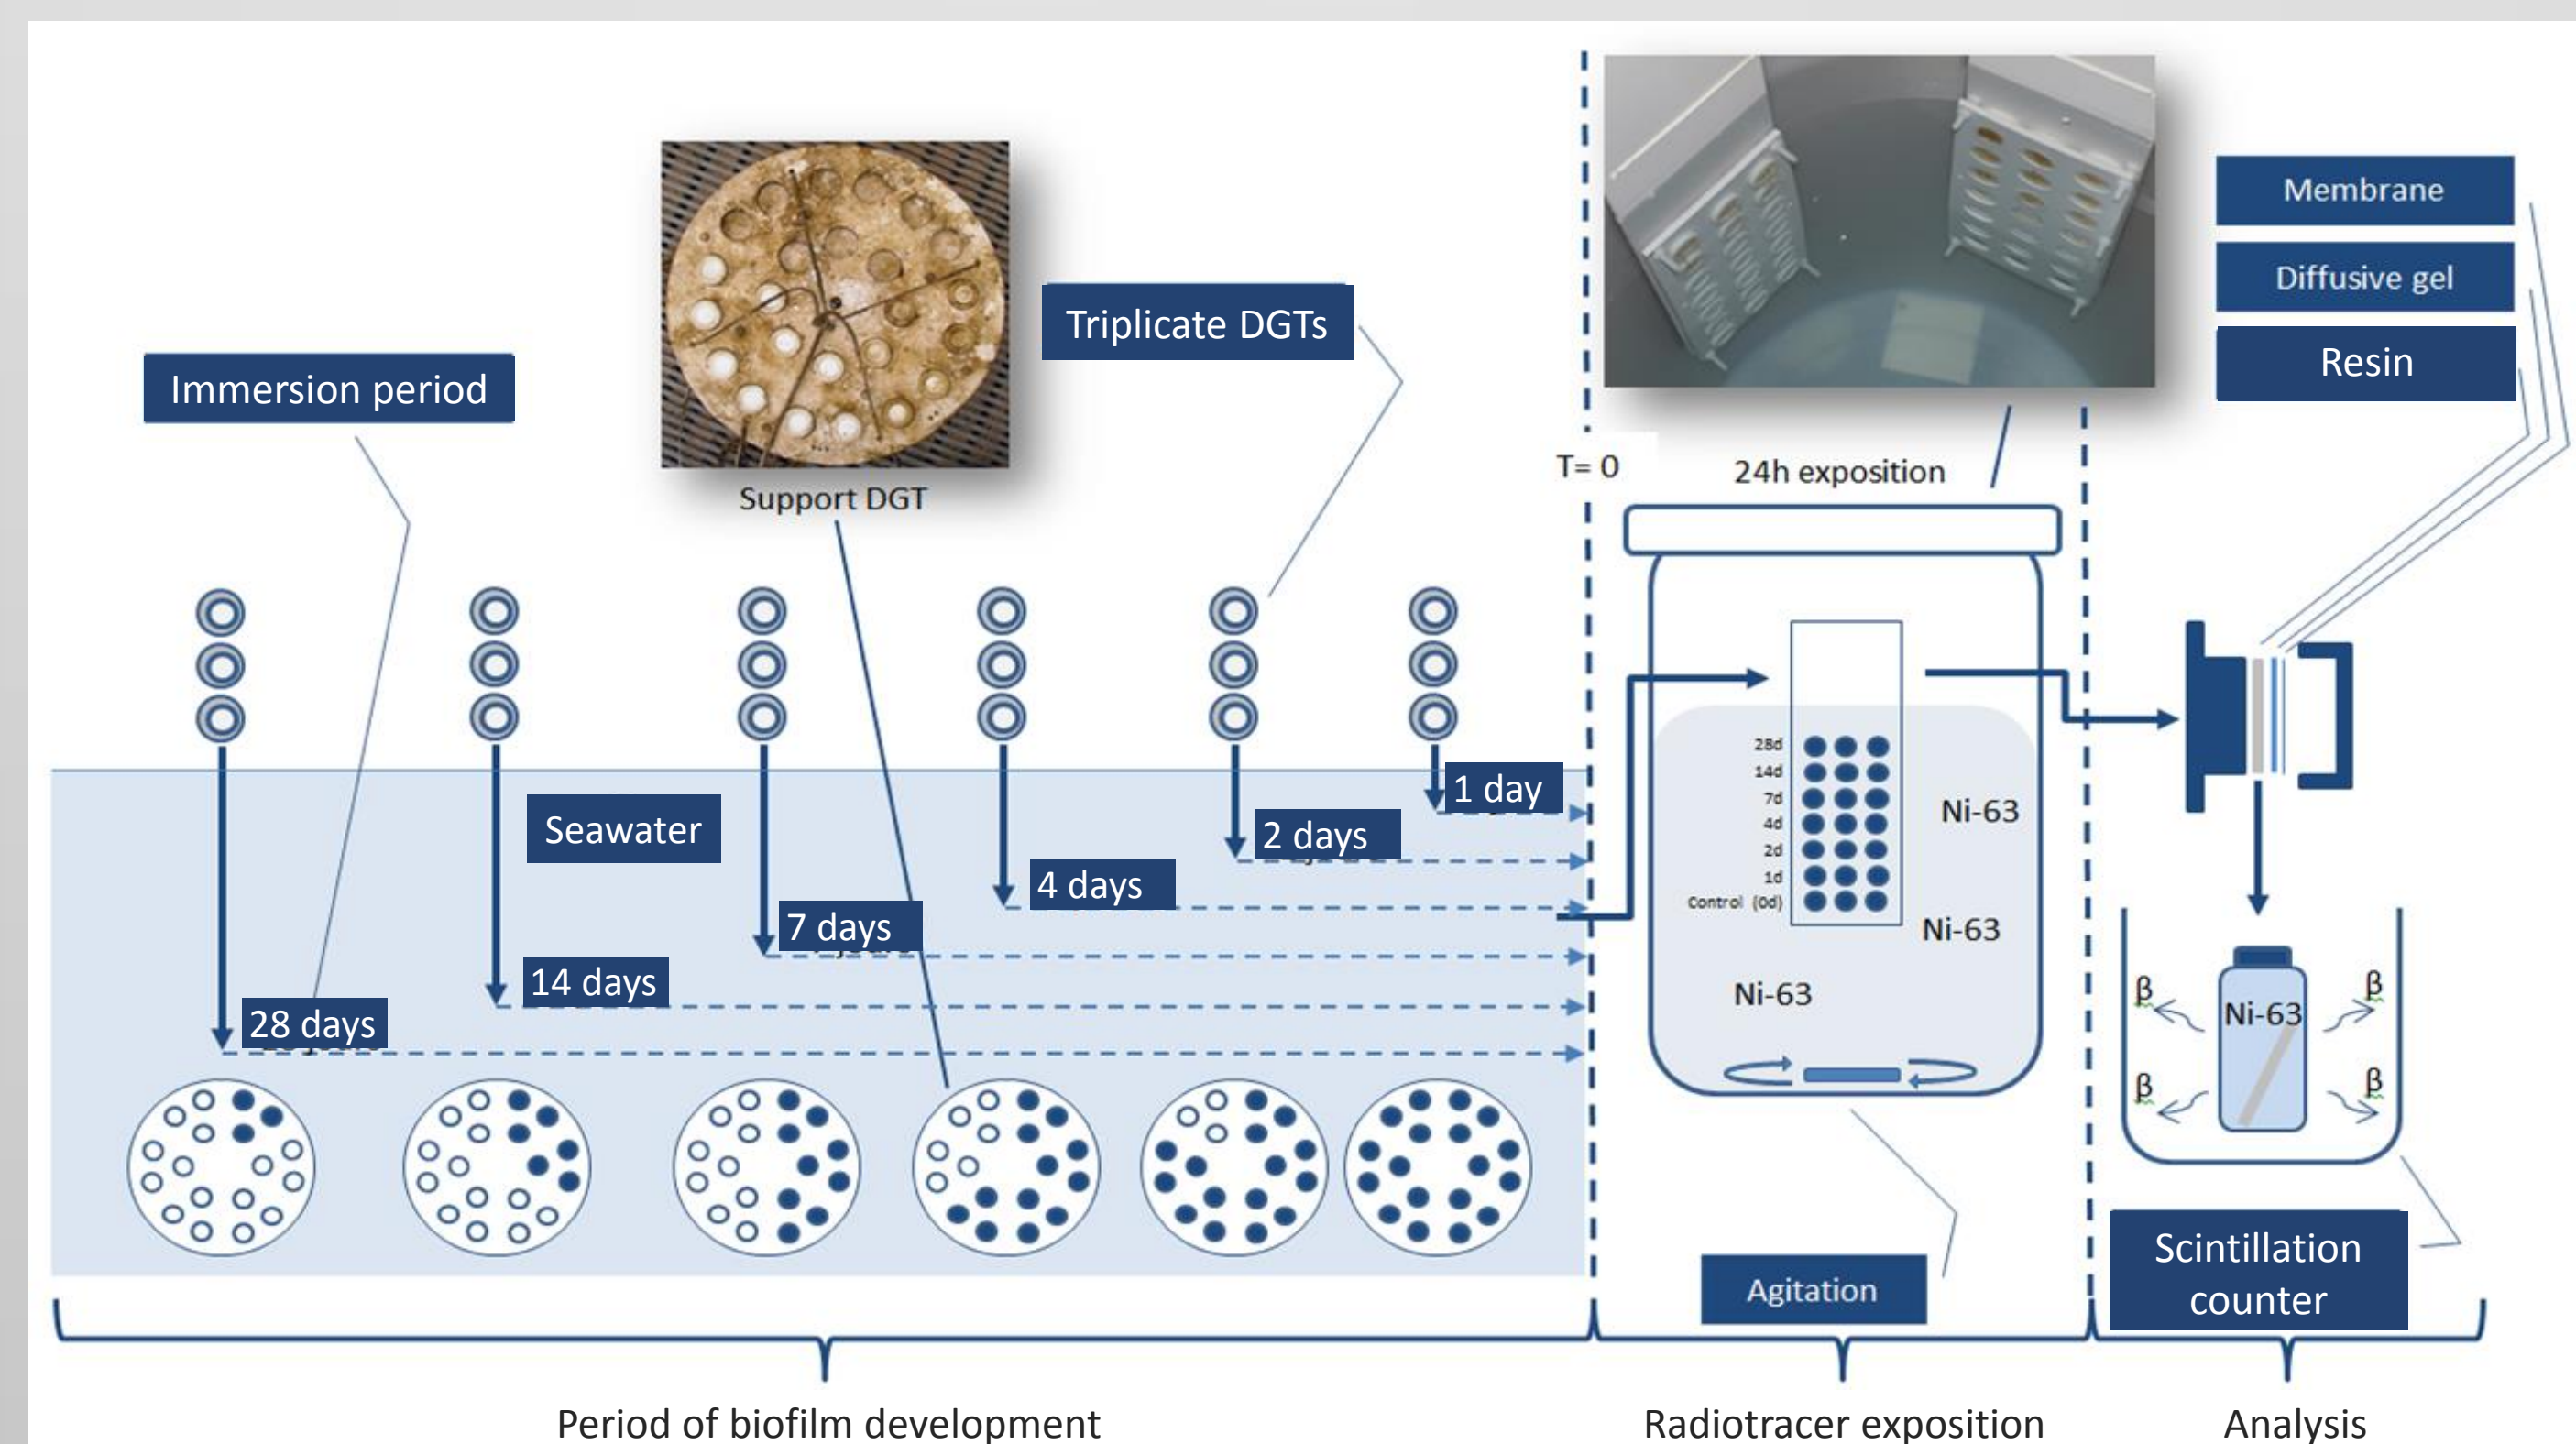 Membrane
Diffusive gel
Resin
Triplicate DGTs
Immersion period
T= 0
24h exposition
Support DGT
Seawater
1 day
2 days
4 days
7 days
14 days
28 days
28d
14d
7d
4d
2d
1d
Control (0d)
Ni-63
Ni-63
Ni-63
β
β
Ni-63
β
β
Agitation
Scintillation
counter
Period of biofilm development
Radiotracer exposition
Analysis